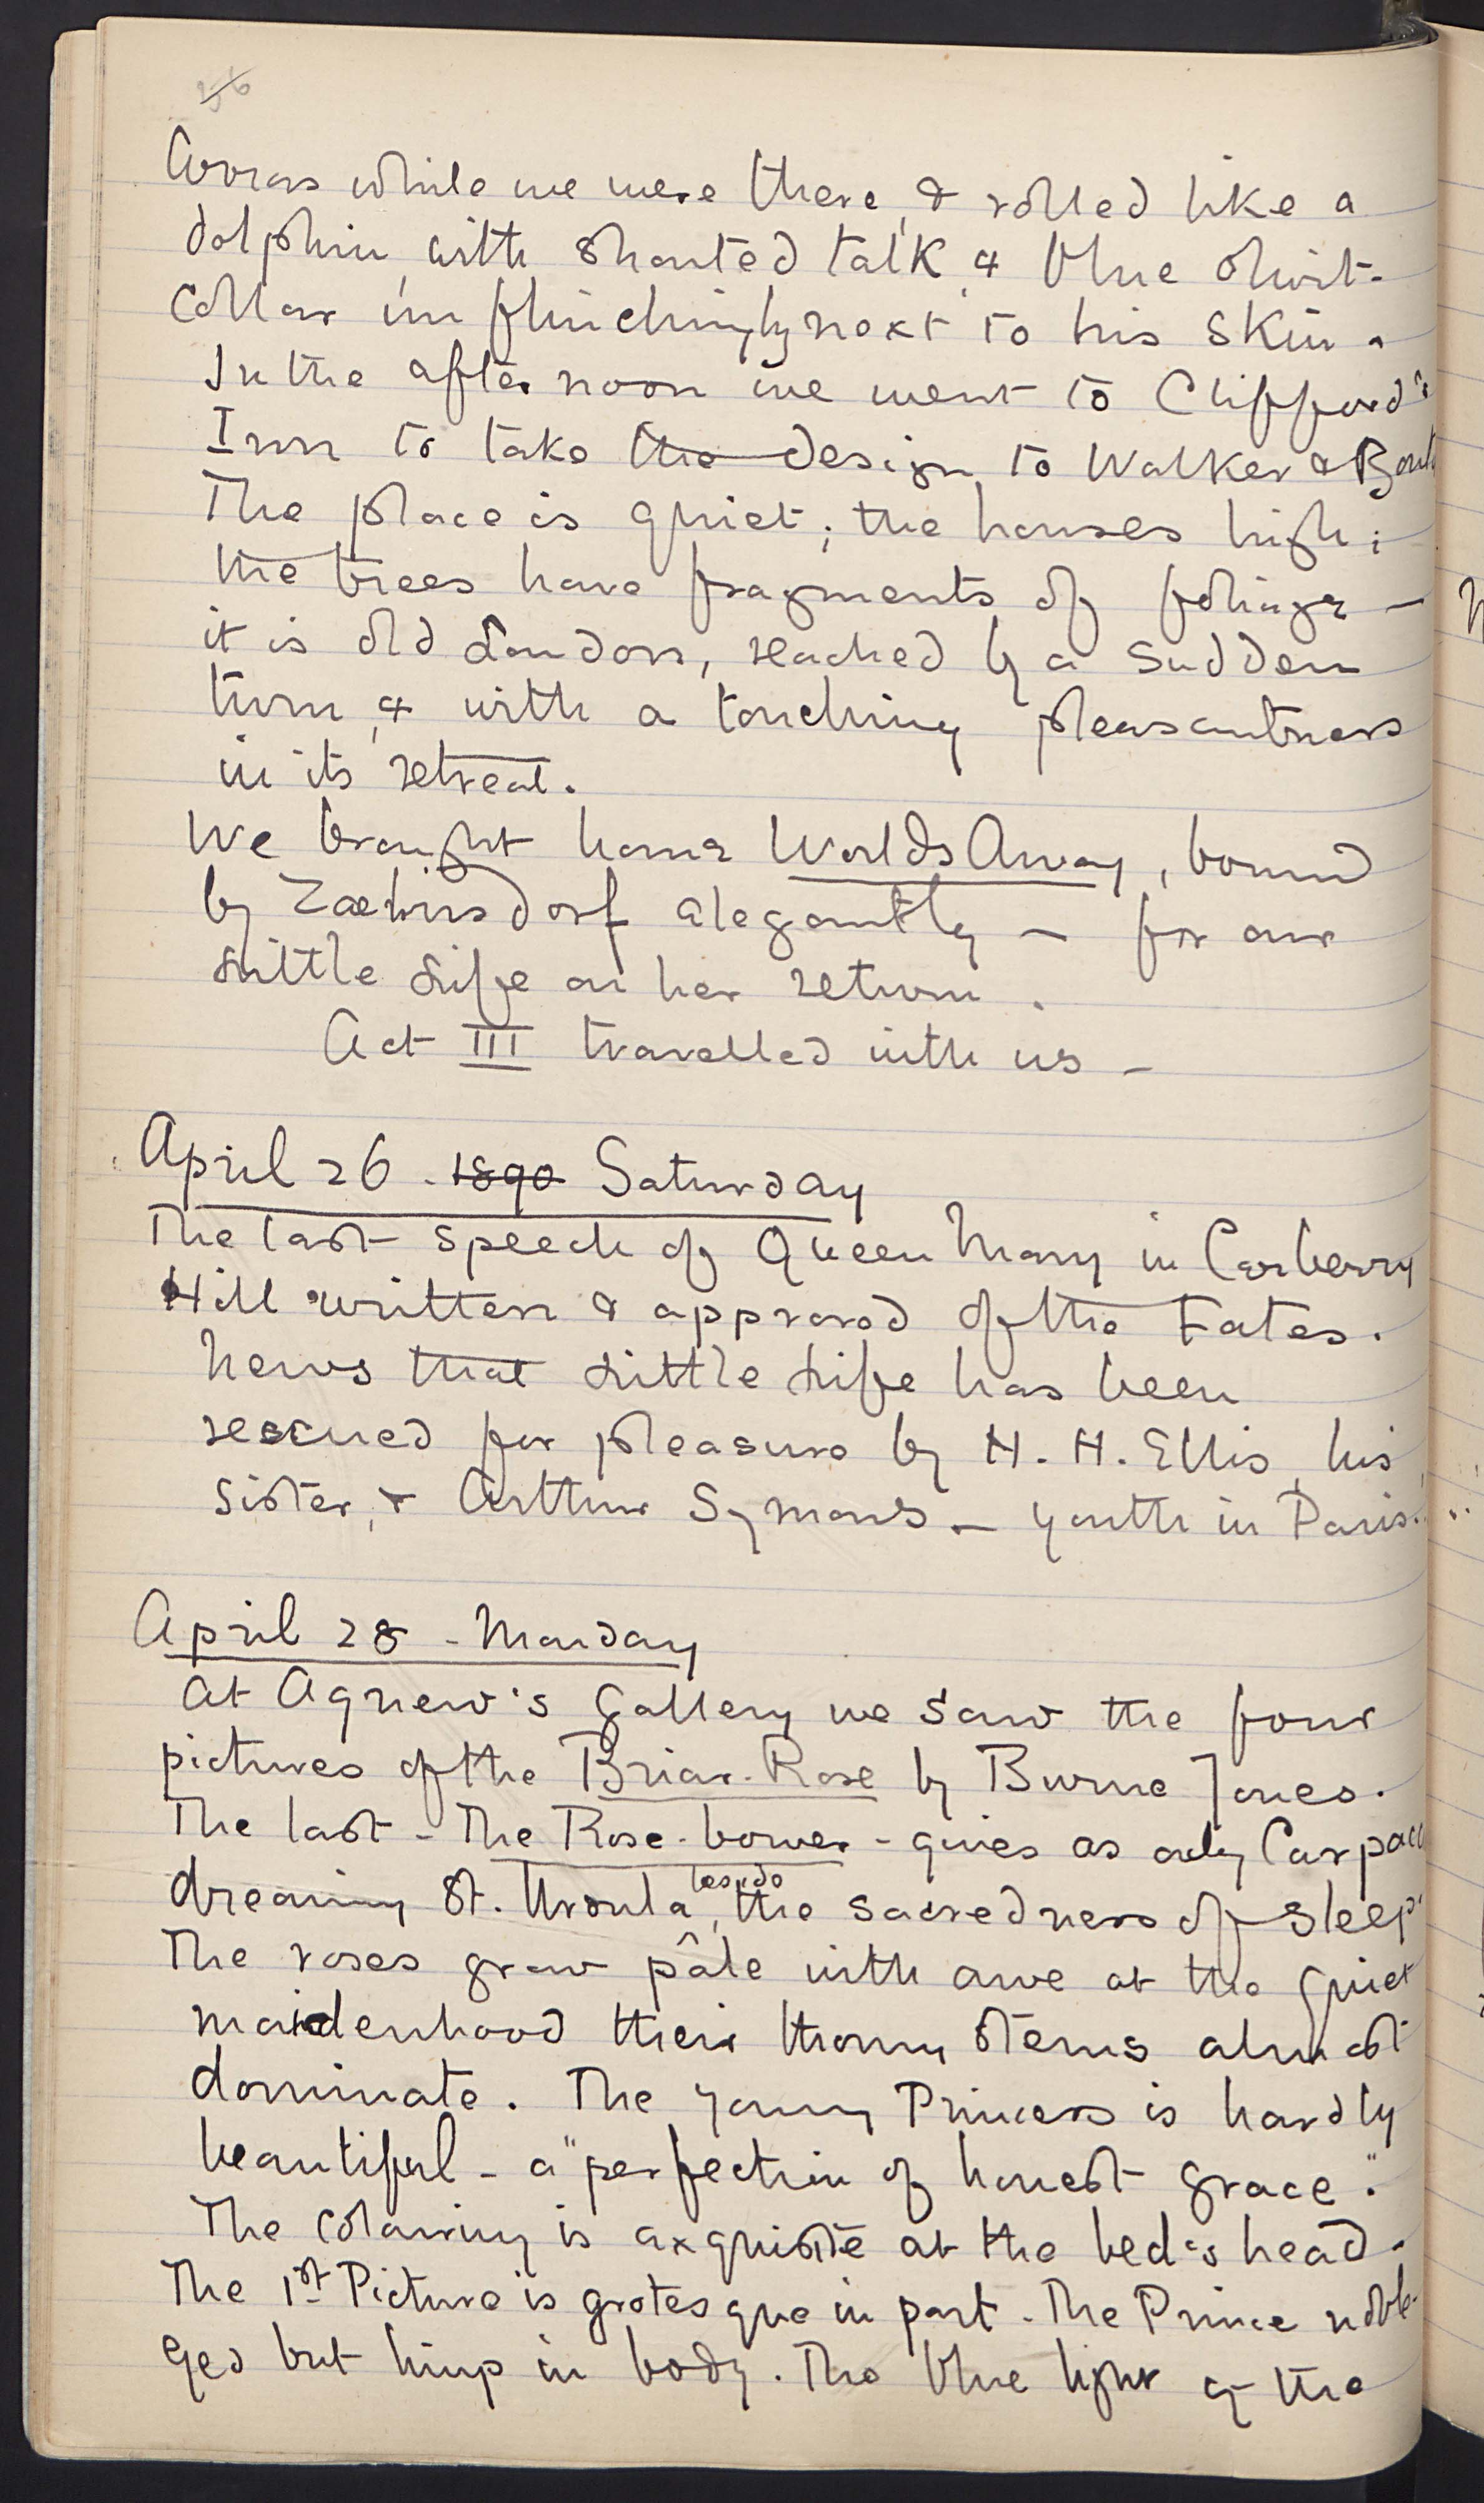 across while we were there, & rolled like a
dolphin, with shouted talk, & blue shirt-
collar unflinchingly next to his skin.
In the afternoon we went to Clifford's
Inn to take the design to Walker & Bout
The place is quiet; the houses high;
the trees have fragments of foliage –
it is old London, reached by a sudden
turn, & with a touching pleasantness
in its retreat.
We brought home Worlds Away, bound
by Zaehnsdorf elegantly – for our
Little Life on her return.
Act III travelled with us –
April 26. 1890 Saturday
The last speech of Queen Mary in Carberry
Hill written & approved of the Fates.
News that Little Life has been
rescued for pleasure by H. H. Ellis, his
sister, & Arthur Symons – youth in Paris.
April 28 - Monday
At Agnew's Gallery we saw the four
pictures of the Briar-Rose by Burne Jones.
The last - The Rose-bower - gives as only Carpacc
dreaming St. Ursula, the sacredness of sleep.
The roses grow pâle with awe at the quiet
maidenhood their thorny stems almost
dominate. The young Princess is hardly
beautiful - a "perfection of honest grace."
The colouring is exquisite at the bed's head.
The 1st Picture is grotesque in part. The Prince noble-
eyed but limp in body. The blue light of the